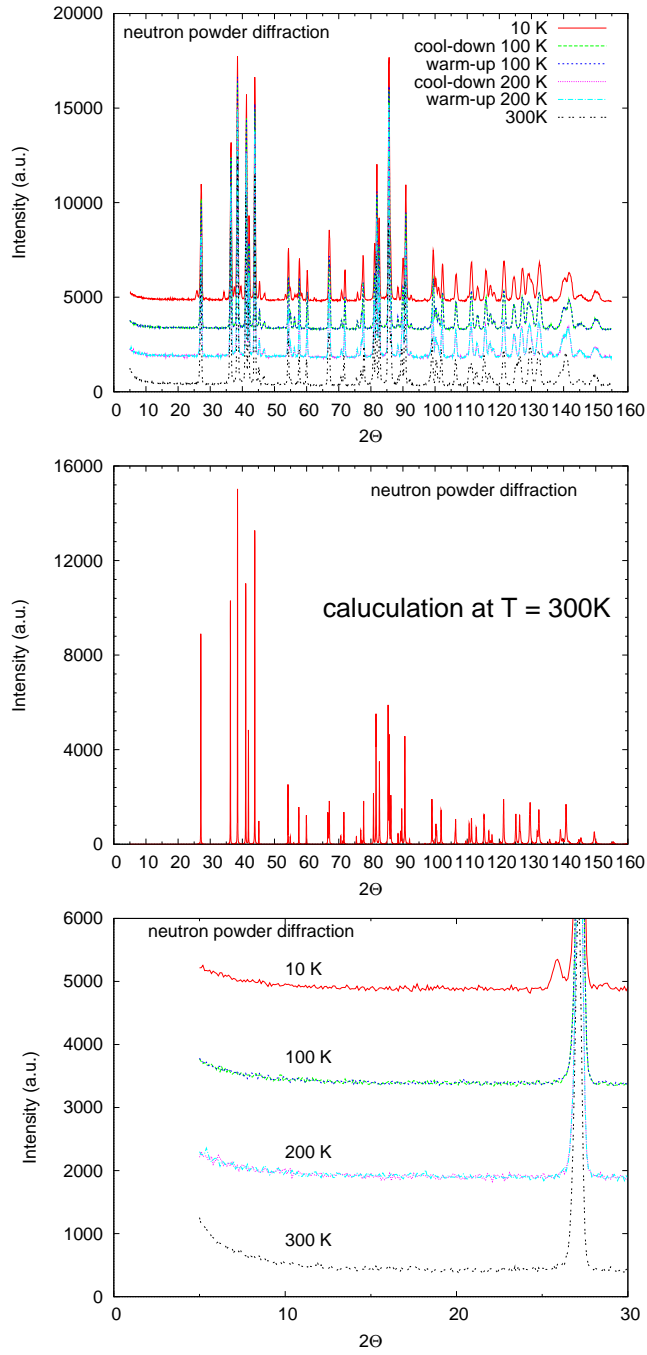 neutron powder diffraction
10 K
cool-down 100 K
warm-up 100 K
cool-down 200 K
warm-up 200 K
300K
20000
15000
10000
5000
0
Intensity (a.u.)
0 10 20 30 40 50 60 70 80 90 100 110 120 130 140 150 160
2Θ
neutron powder diffraction
caluculation at T = 300K
16000
12000
8000
4000
0
Intensity (a.u.)
0 10 20 30 40 50 60 70 80 90 100 110 120 130 140 150 160
2Θ
neutron powder diffraction
10 K
100 K
200 K
300 K
6000
5000
4000
3000
2000
1000
0
Intensity (a.u.)
0 10 20 30
2Θ